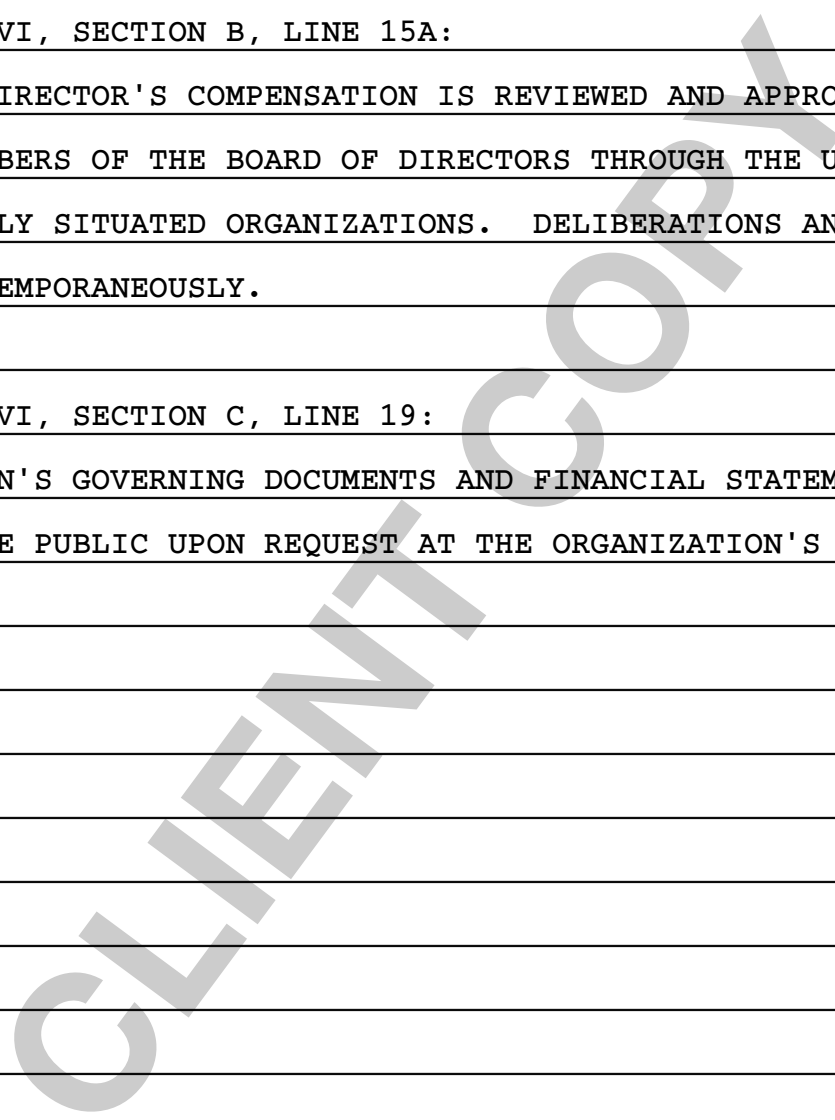 VI, SECTION B, LINE 15A:
IRECTOR'S COMPENSATION IS REVIEWED AND APPRO
BERS OF THE BOARD OF DIRECTORS THROUGH THE U
LY SITUATED ORGANIZATIONS.  DELIBERATIONS AN
EMPORANEOUSLY.
VI, SECTION C, LINE 19:
N'S GOVERNING DOCUMENTS AND FINANCIAL STATEM
E PUBLIC UPON REQUEST AT THE ORGANIZATION'S
CLIENT COPY